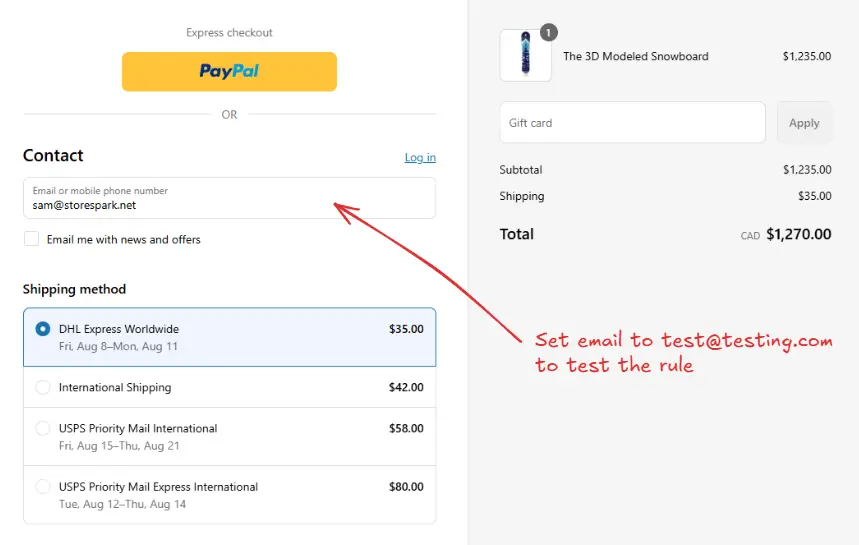 Express checkout
PayPal
OR
Contact
Log in
Email or mobile phone number
sam@storespark.net
Email me with news and offers
Shipping method
DHL Express Worldwide $35.00
Fri, Aug 8–Mon, Aug 11
International Shipping $42.00
USPS Priority Mail International $58.00
Fri, Aug 15–Thu, Aug 21
USPS Priority Mail Express International $80.00
Tue, Aug 12–Thu, Aug 14
1
The 3D Modeled Snowboard $1,235.00
Gift card
Apply
Subtotal $1,235.00
Shipping $35.00
Total CAD $1,270.00
Set email to test@testing.com
to test the rule